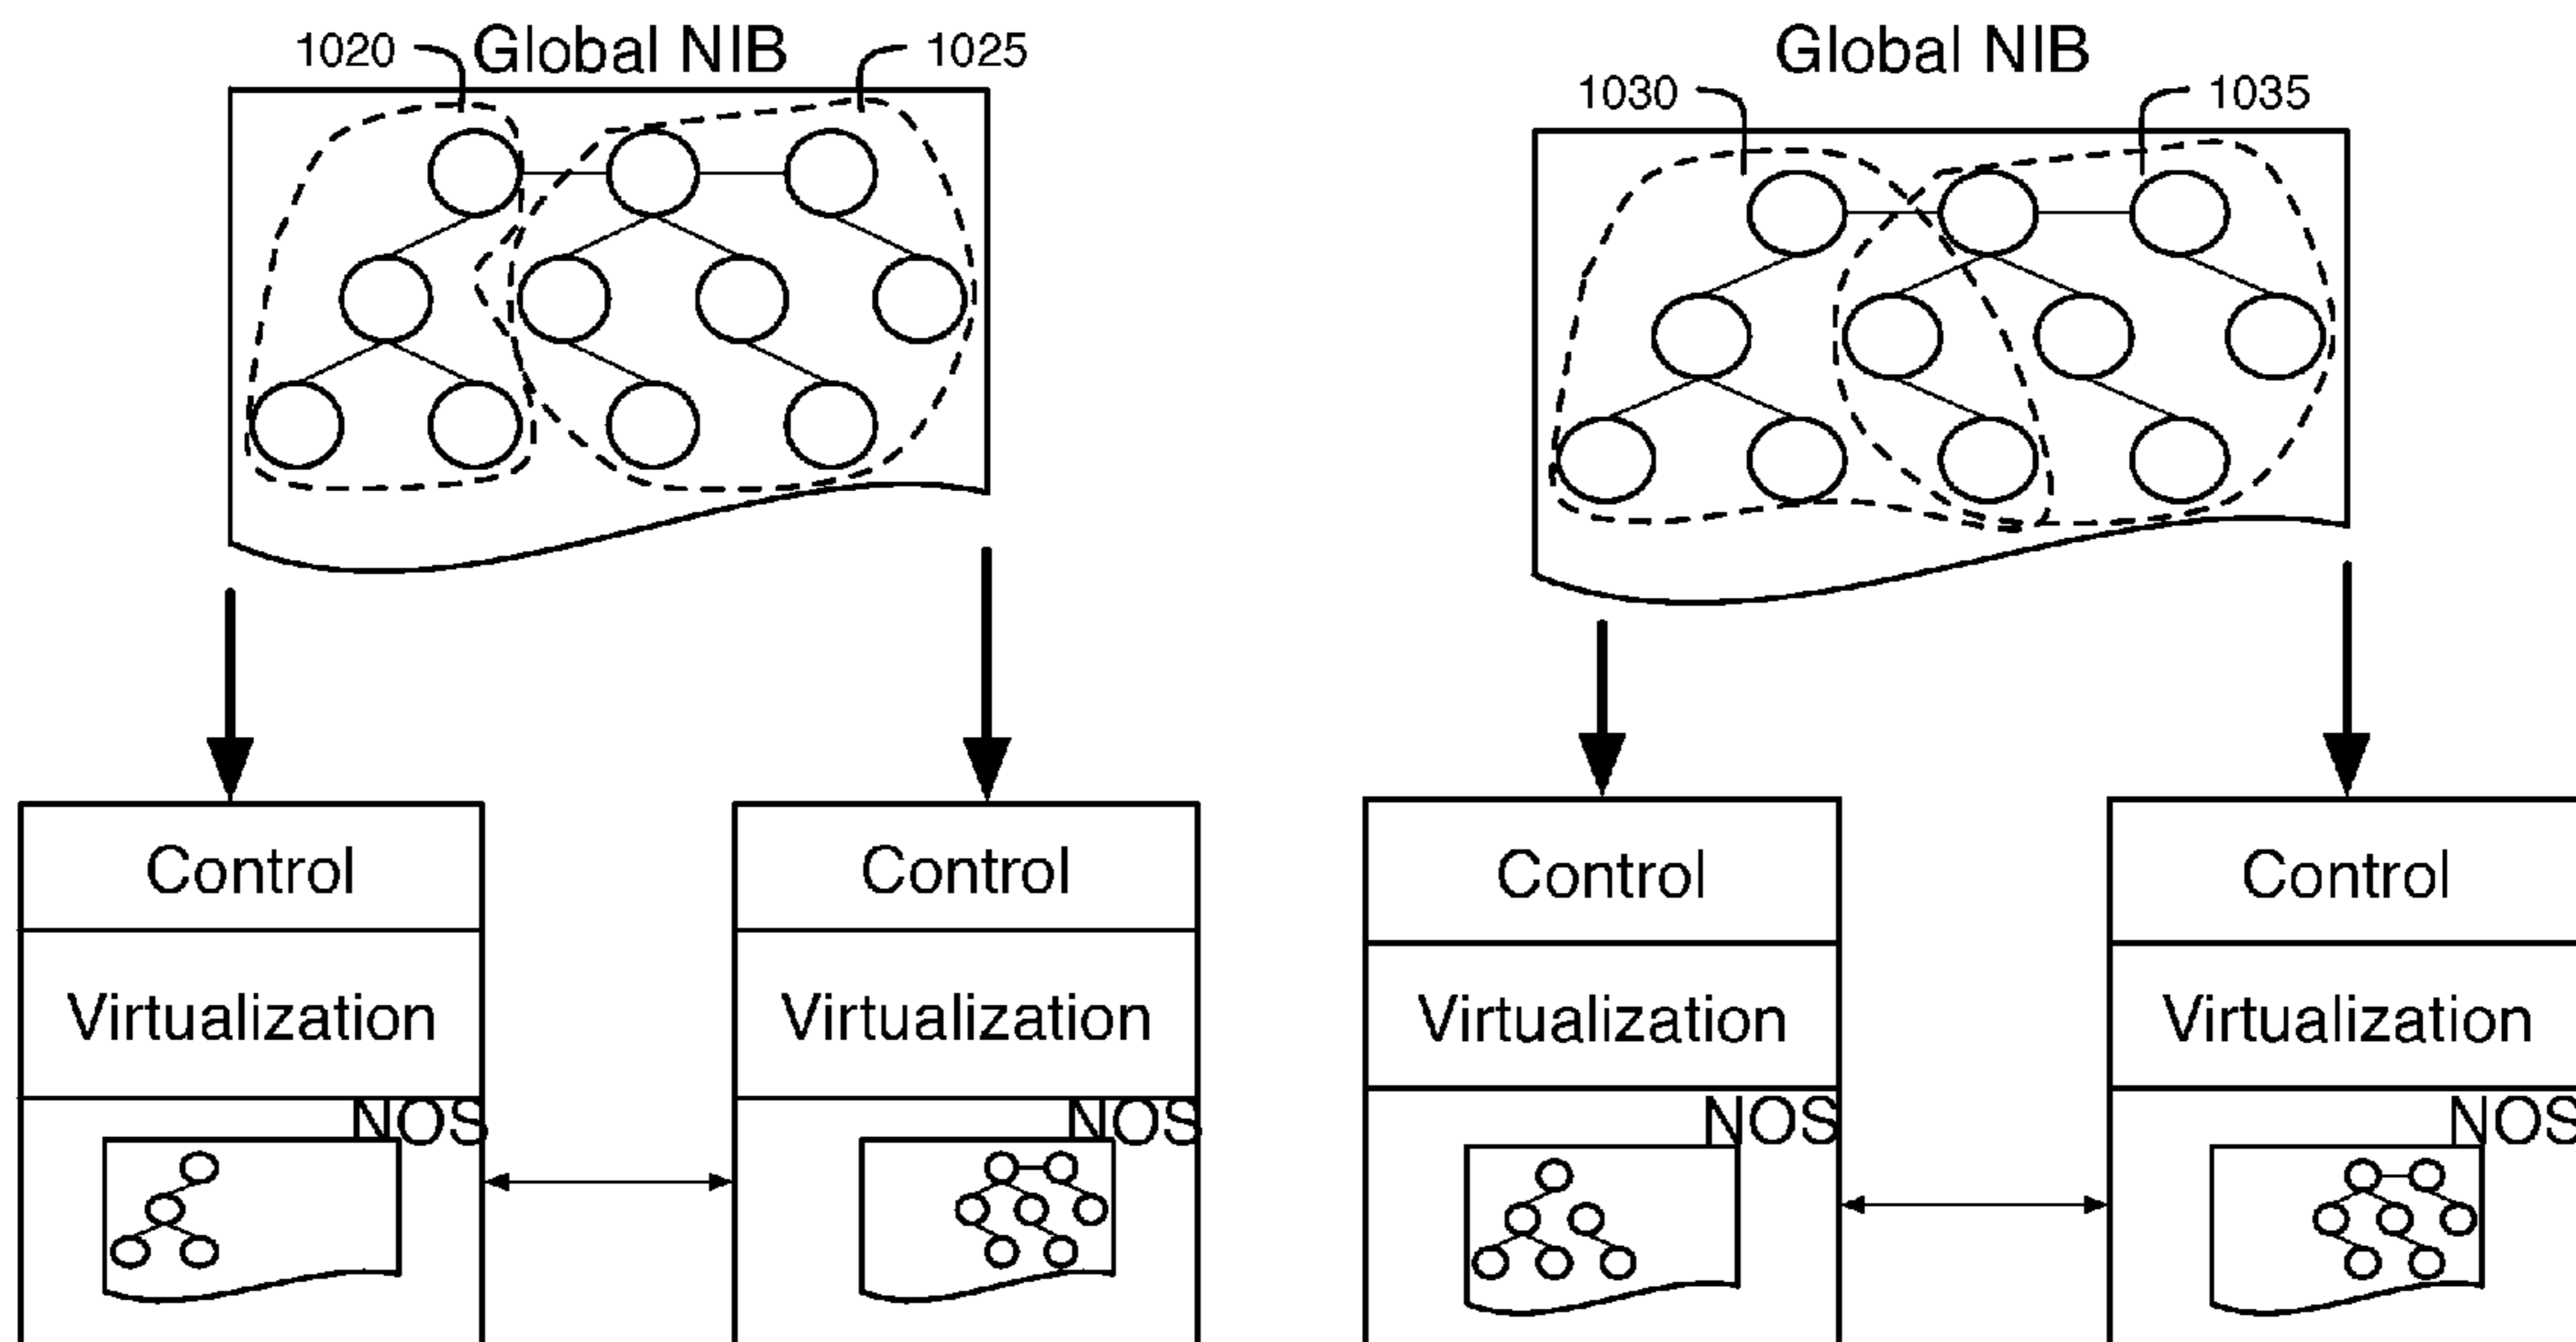 1020 Global NIB 1025
Global NIB
1030 1035
Control
Control
Control
Control
Virtualization
Virtualization
Virtualization
Virtualization
NOS
NOS
NOS
NOS